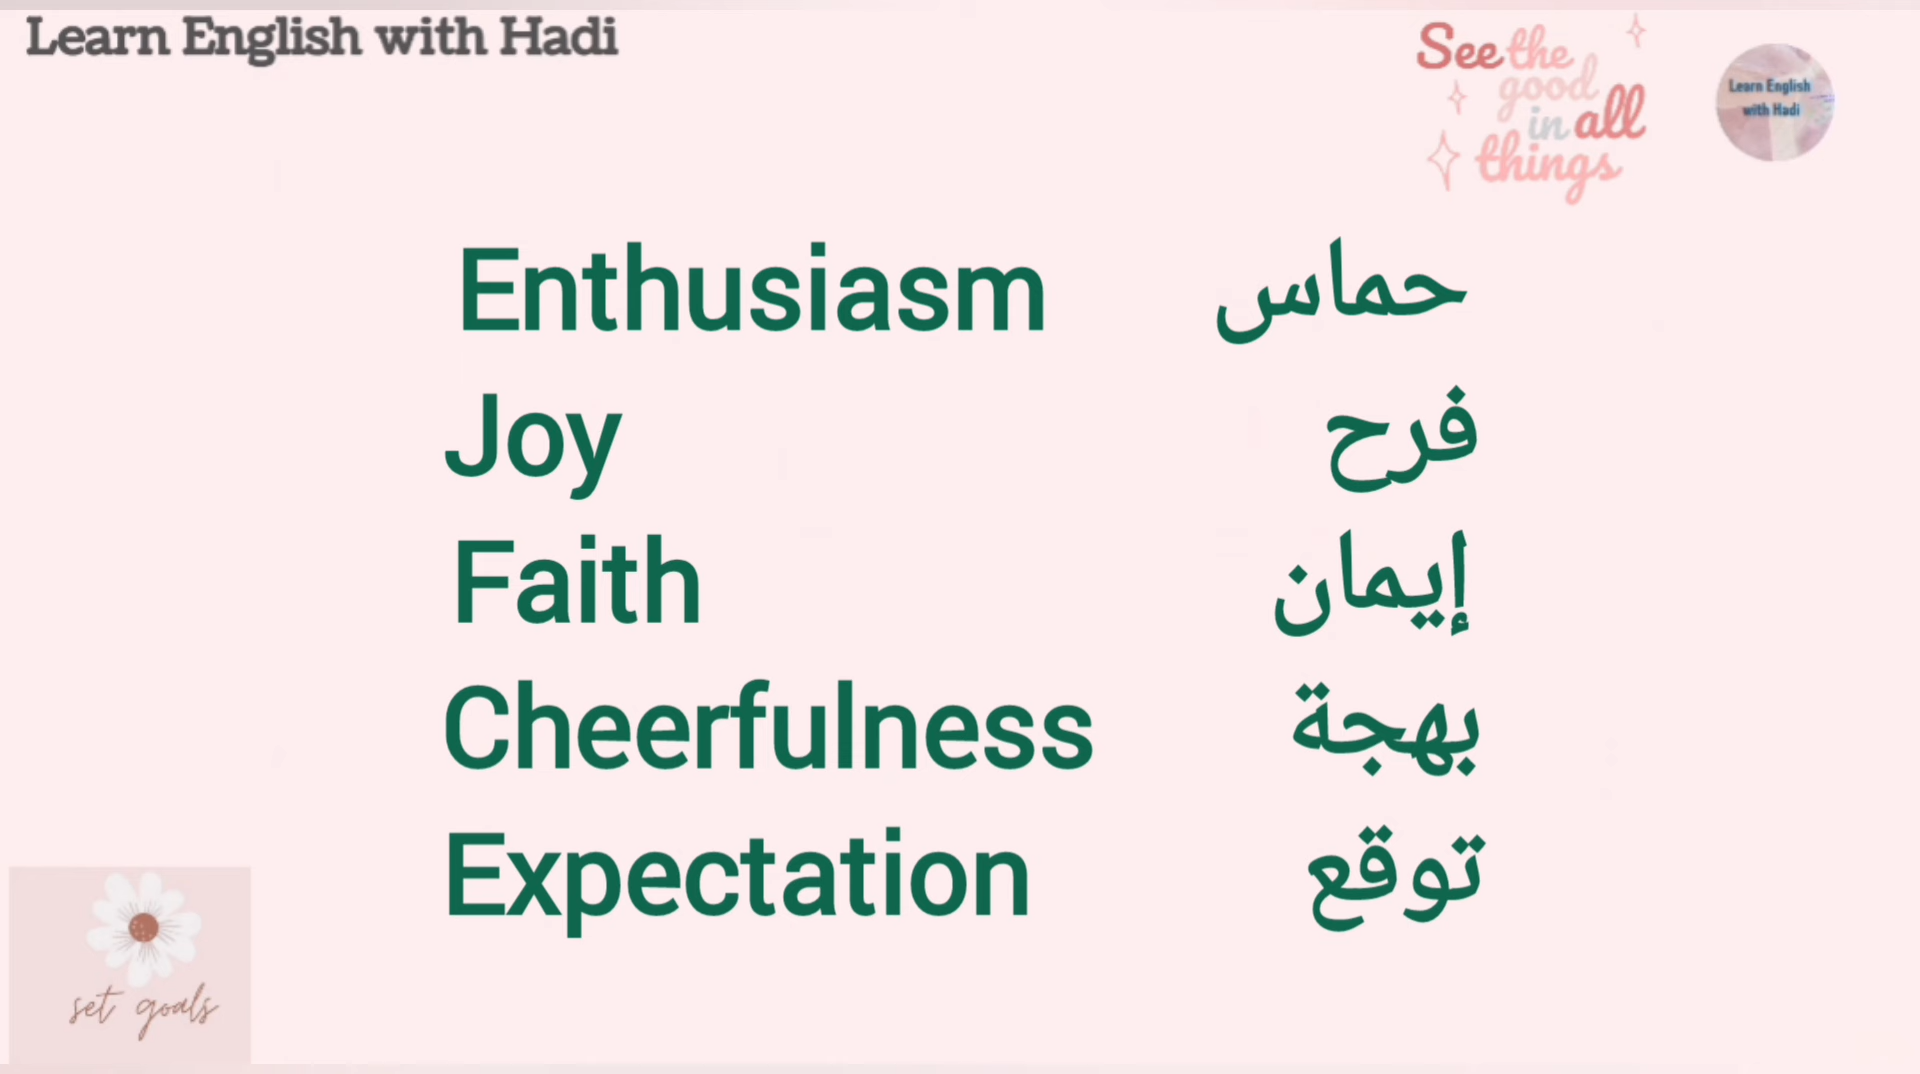 Learn English with Hadi
See the
good
in all
things
Learn English
with Hadi
Enthusiasm حماس
Joy فرح
Faith إيمان
Cheerfulness بهجة
Expectation توقع
set goals